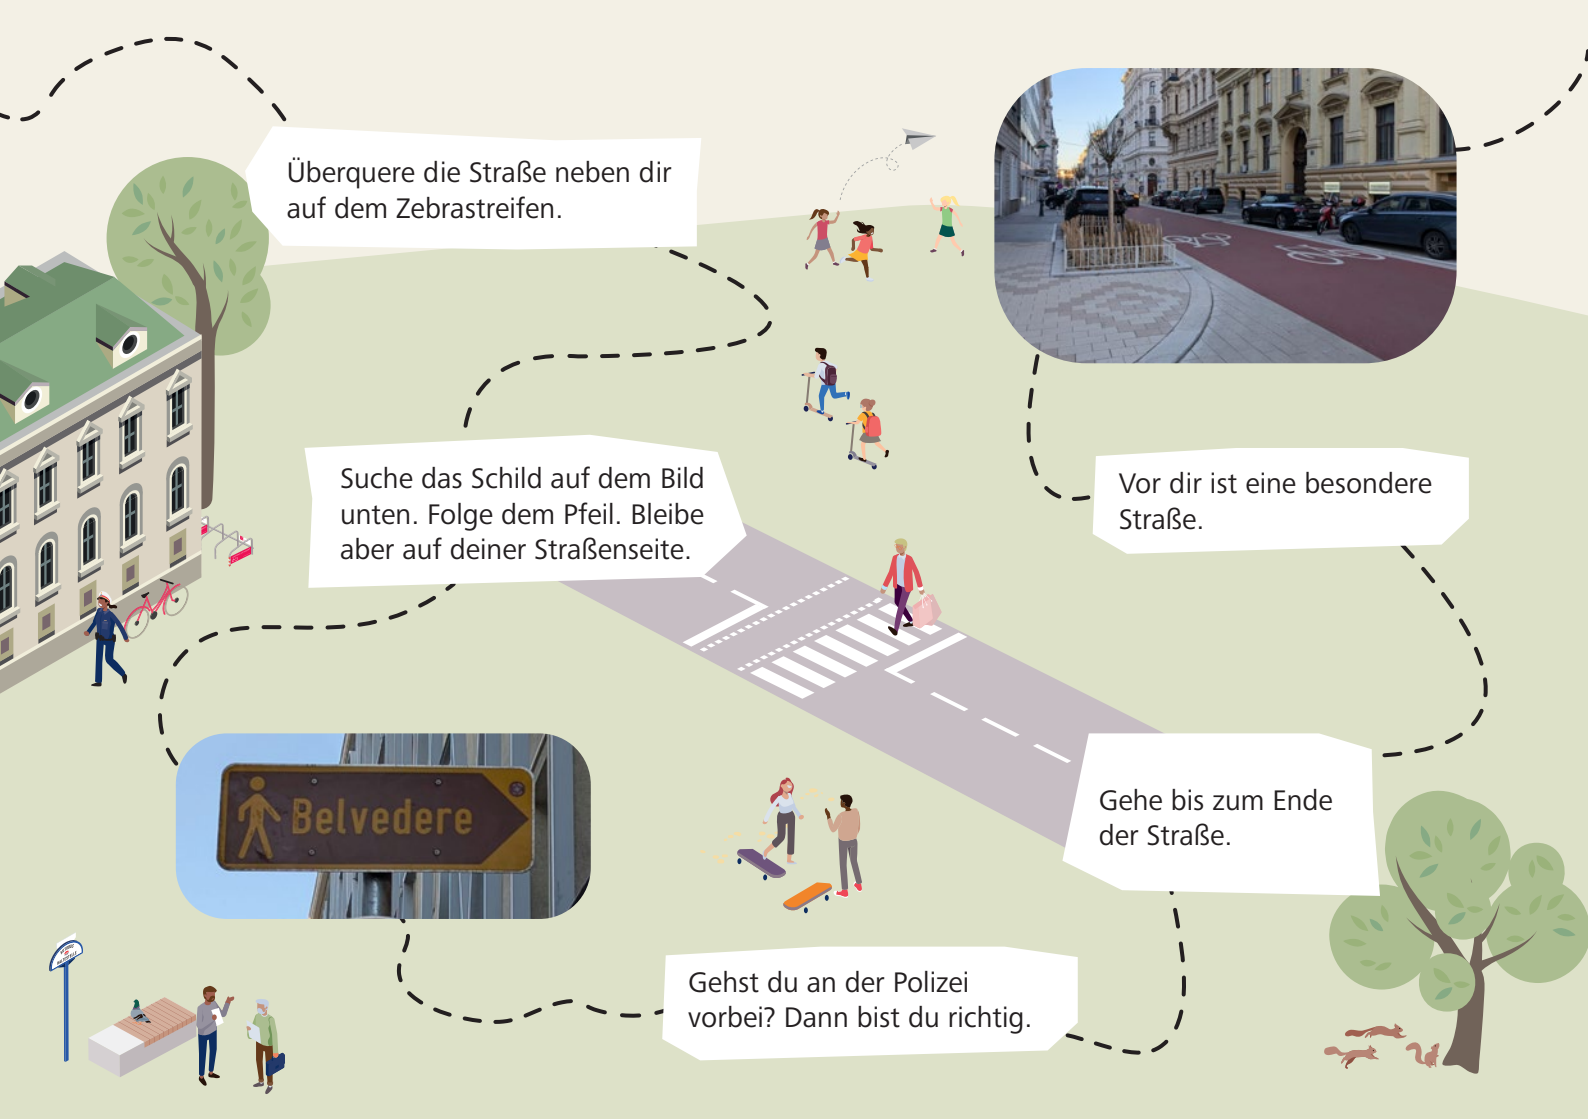 Überquere die Straße neben dir
auf dem Zebrastreifen.
Suche das Schild auf dem Bild
unten. Folge dem Pfeil. Bleibe
aber auf deiner Straßenseite.
Belvedere
Gehst du an der Polizei
vorbei? Dann bist du richtig.
Gehe bis zum Ende
der Straße.
Vor dir ist eine besondere
Straße.